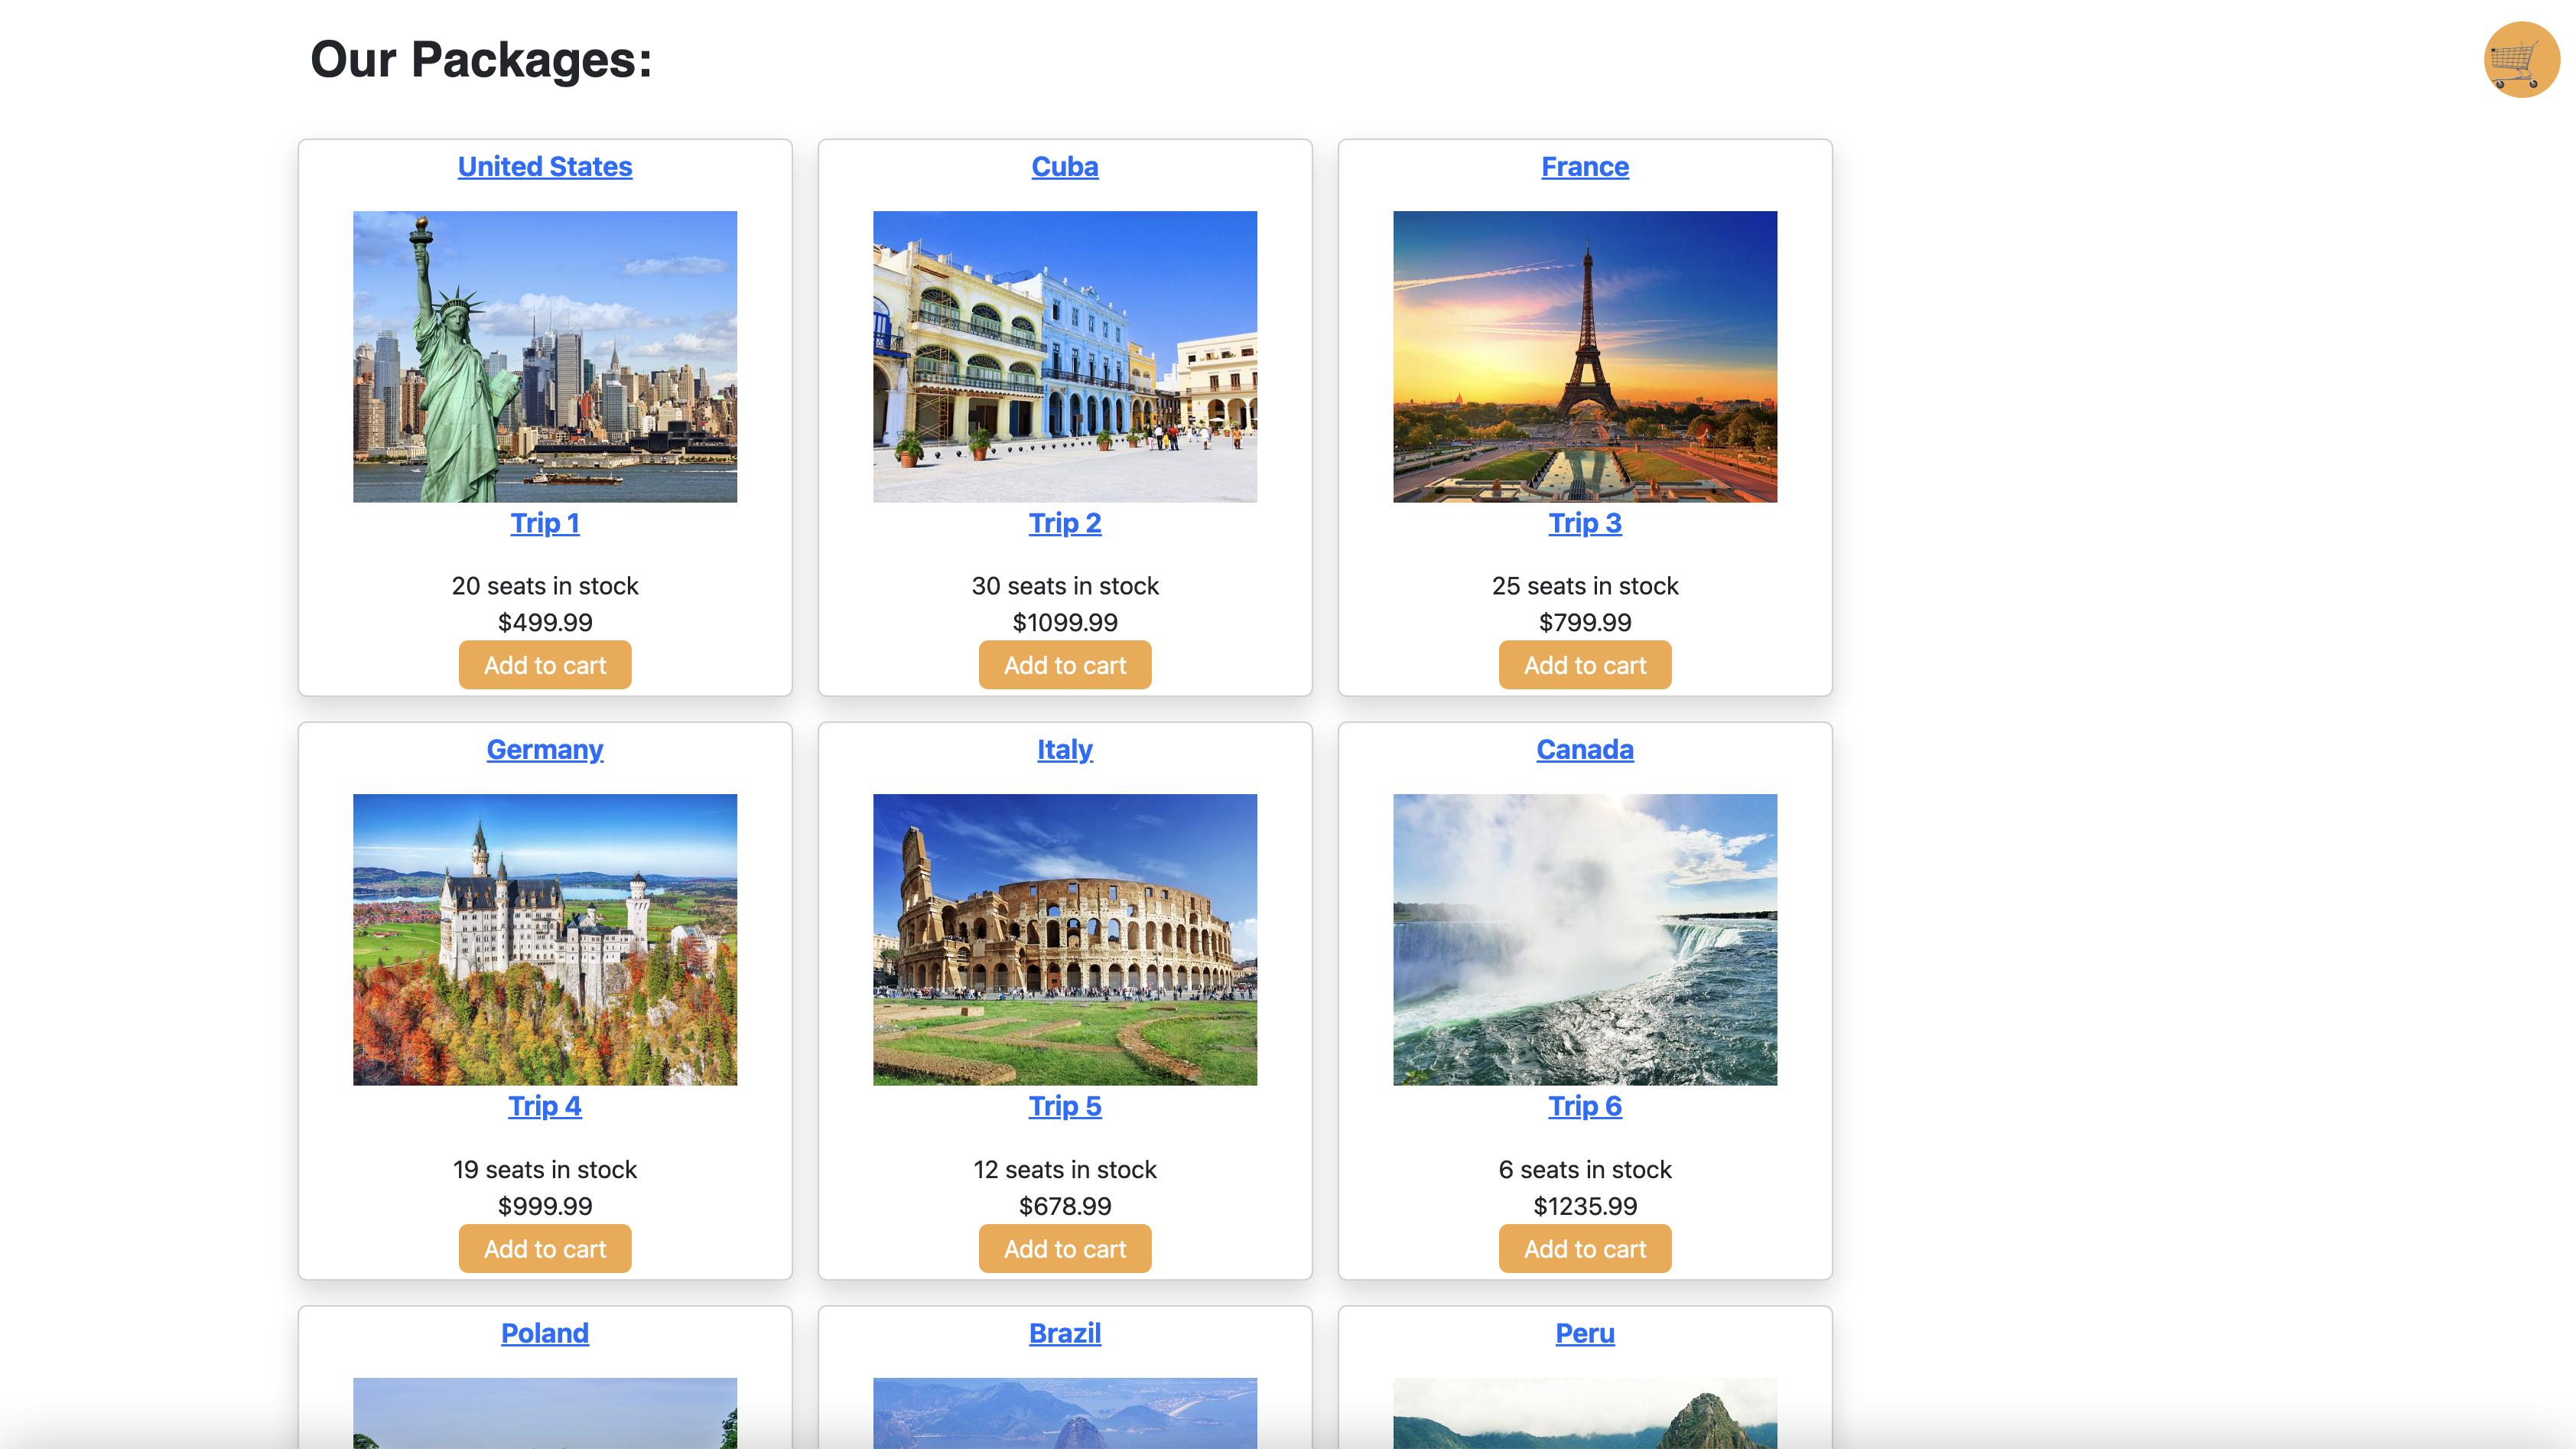 Our Packages:
United States
Cuba
France
Trip 1
Trip 2
Trip 3
20 seats in stock
30 seats in stock
25 seats in stock
$499.99
$1099.99
$799.99
Add to cart
Add to cart
Add to cart
Germany
Italy
Canada
Trip 4
Trip 5
Trip 6
19 seats in stock
12 seats in stock
6 seats in stock
$999.99
$678.99
$1235.99
Add to cart
Add to cart
Add to cart
Poland
Brazil
Peru